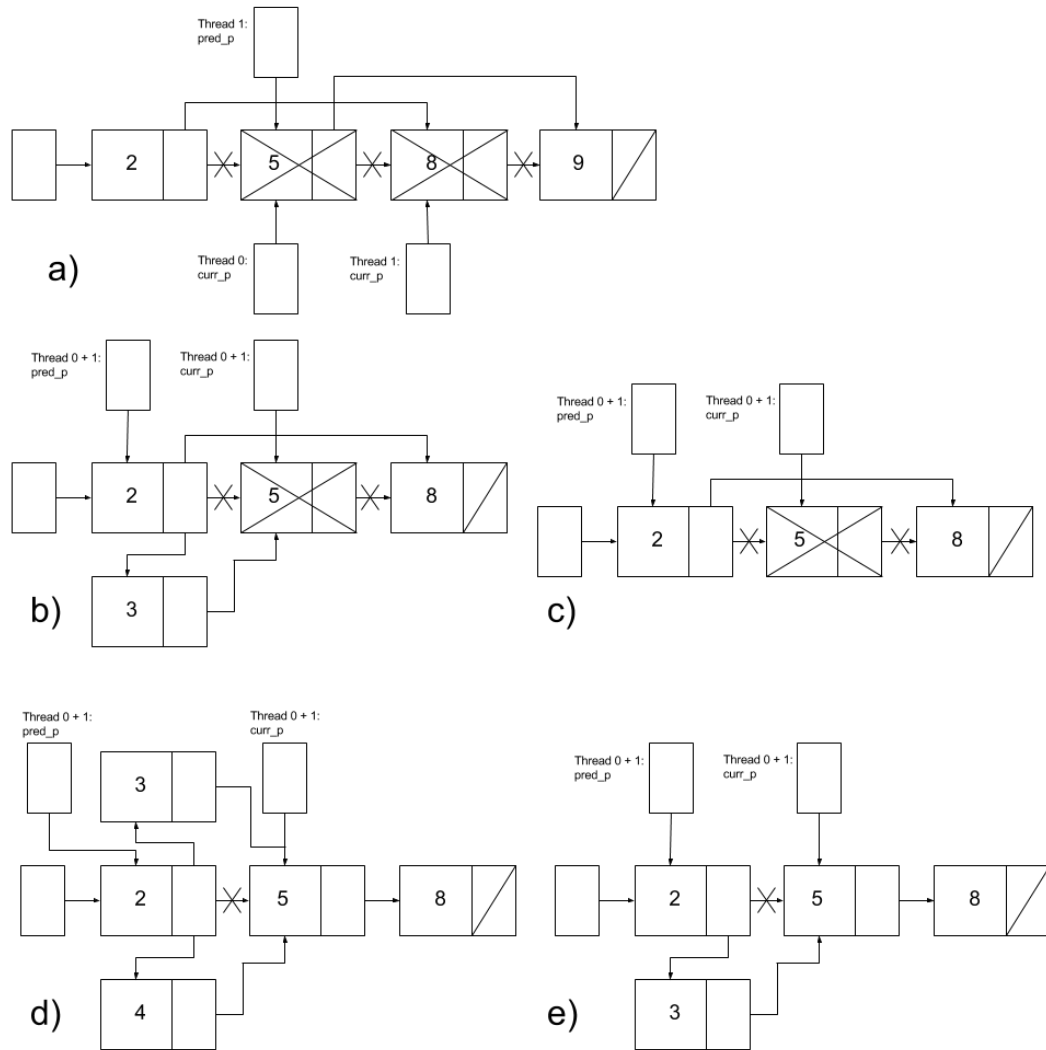 Thread 1:
pred_p
2
5
8
9
a)
Thread 0:
curr_p
Thread 1:
curr_p
Thread 0 + 1:
pred_p
Thread 0 + 1:
curr_p
2
5
8
3
b)
Thread 0 + 1:
pred_p
Thread 0 + 1:
curr_p
2
5
8
c)
Thread 0 + 1:
pred_p
Thread 0 + 1:
curr_p
3
2
5
8
4
d)
Thread 0 + 1:
pred_p
Thread 0 + 1:
curr_p
2
5
8
3
e)